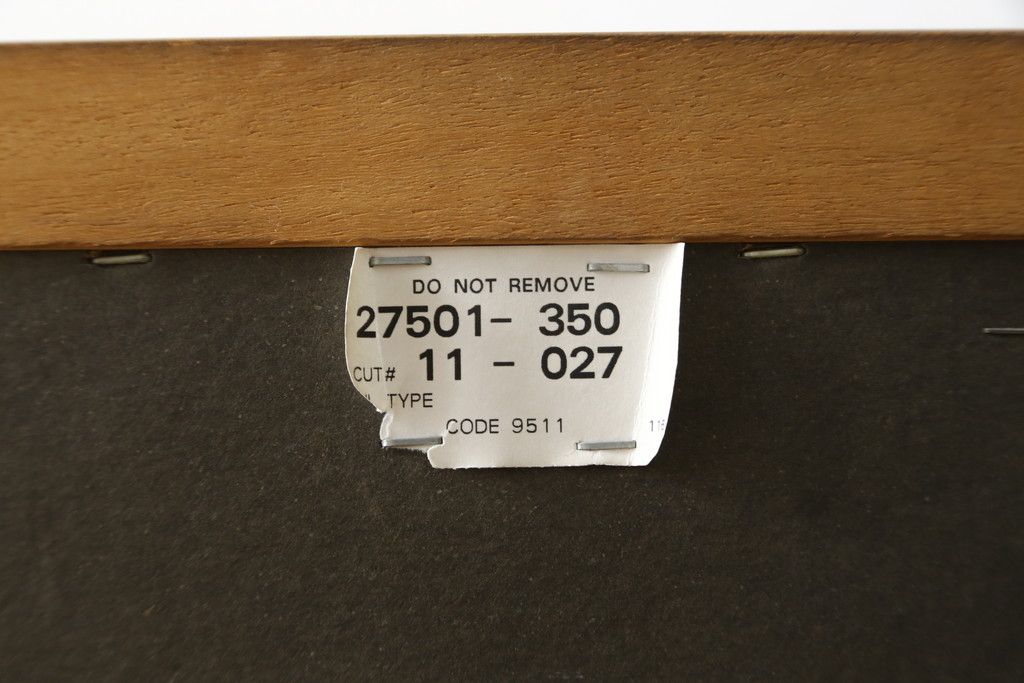 DO NOT REMOVE
27501- 350
CUT# 11 - 027
TYPE
CODE 9511